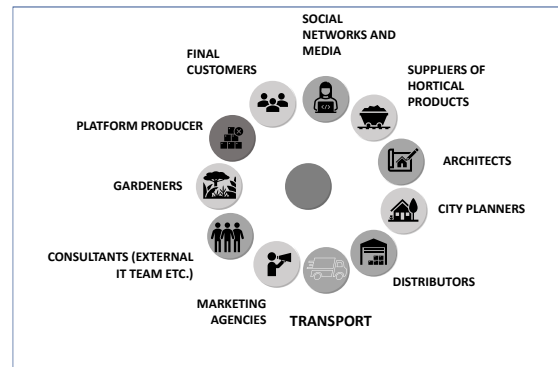 SOCIAL
NETWORKS AND
MEDIA
FINAL
CUSTOMERS
SUPPLIERS OF
HORTICAL
PRODUCTS
PLATFORM PRODUCER
ARCHITECTS
GARDENERS
CITY PLANNERS
CONSULTANTS (EXTERNAL
IT TEAM ETC.)
DISTRIBUTORS
MARKETING
AGENCIES
TRANSPORT